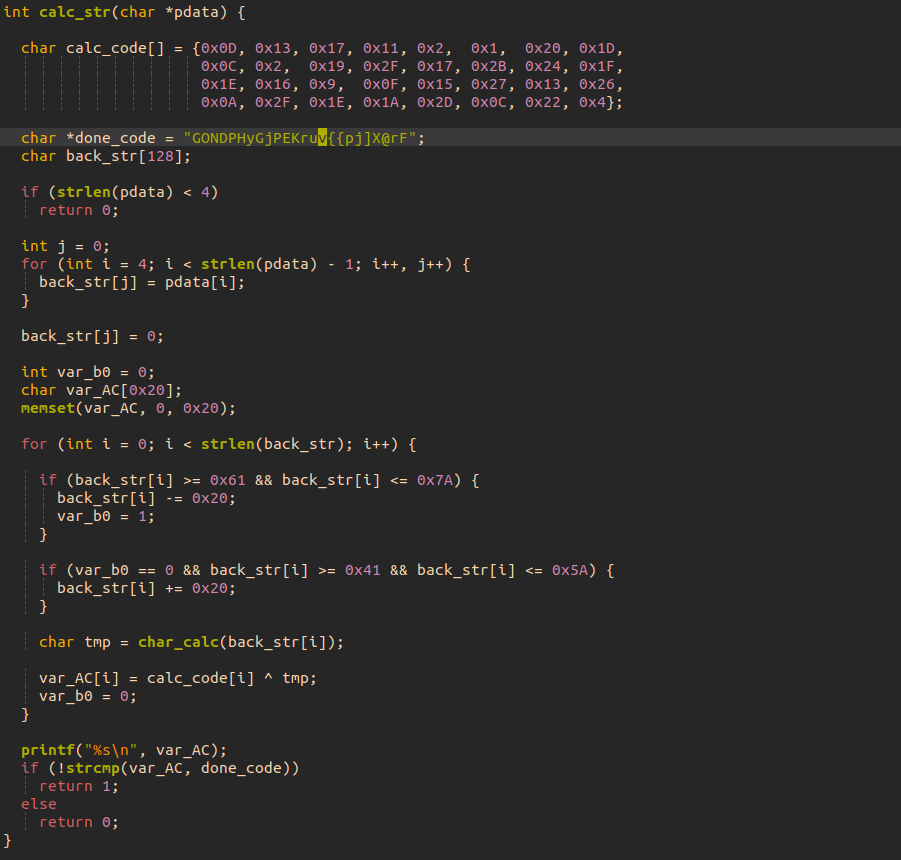 int calc_str(char *pdata) {
char calc_code[] = {0x0D, 0x13, 0x17, 0x11, 0x2, 0x1, 0x20, 0x1D,
0x0C, 0x2, 0x19, 0x2F, 0x17, 0x2B, 0x24, 0x1F,
0x1E, 0x16, 0x9, 0x0F, 0x15, 0x27, 0x13, 0x26,
0x0A, 0x2F, 0x1E, 0x1A, 0x2D, 0x0C, 0x22, 0x4};
char *done_code = "GONDPHyGjPEKruv{{pj]X@rF";
char back_str[128];
if (strlen(pdata) < 4)
return 0;
int j = 0;
for (int i = 4; i < strlen(pdata) - 1; i++, j++) {
back_str[j] = pdata[i];
}
back_str[j] = 0;
int var_b0 = 0;
char var_AC[0x20];
memset(var_AC, 0, 0x20);
for (int i = 0; i < strlen(back_str); i++) {
if (back_str[i] >= 0x61 && back_str[i] <= 0x7A) {
back_str[i] -= 0x20;
var_b0 = 1;
}
if (var_b0 == 0 && back_str[i] >= 0x41 && back_str[i] <= 0x5A) {
back_str[i] += 0x20;
}
char tmp = char_calc(back_str[i]);
var_AC[i] = calc_code[i] ^ tmp;
var_b0 = 0;
}
printf("%s\n", var_AC);
if (!strcmp(var_AC, done_code))
return 1;
else
return 0;
}